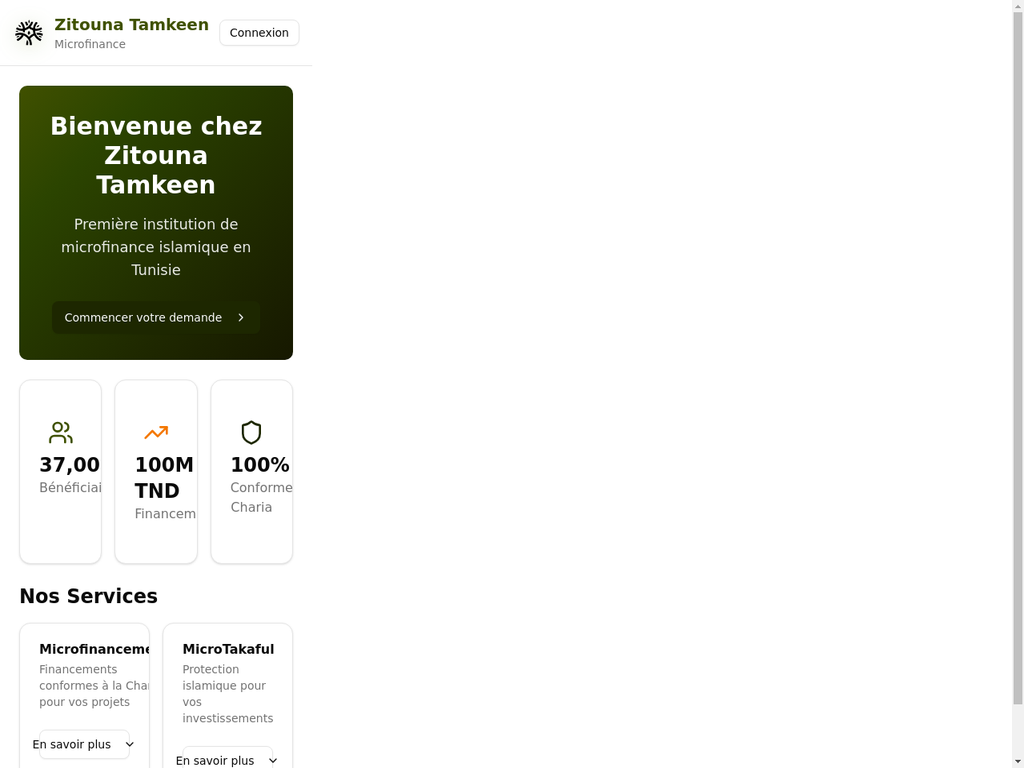 Zitouna Tamkeen
Microfinance
Connexion
Bienvenue chez
Zitouna
Tamkeen
Première institution de
microfinance islamique en
Tunisie
Commencer votre demande
37,00
Bénéficiai
100M
TND
Financem
100%
Conforme
Charia
Nos Services
Microfinanceme
Financements
conformes à la Char
pour vos projets
En savoir plus
MicroTakaful
Protection
islamique pour
vos
investissements
En savoir plus